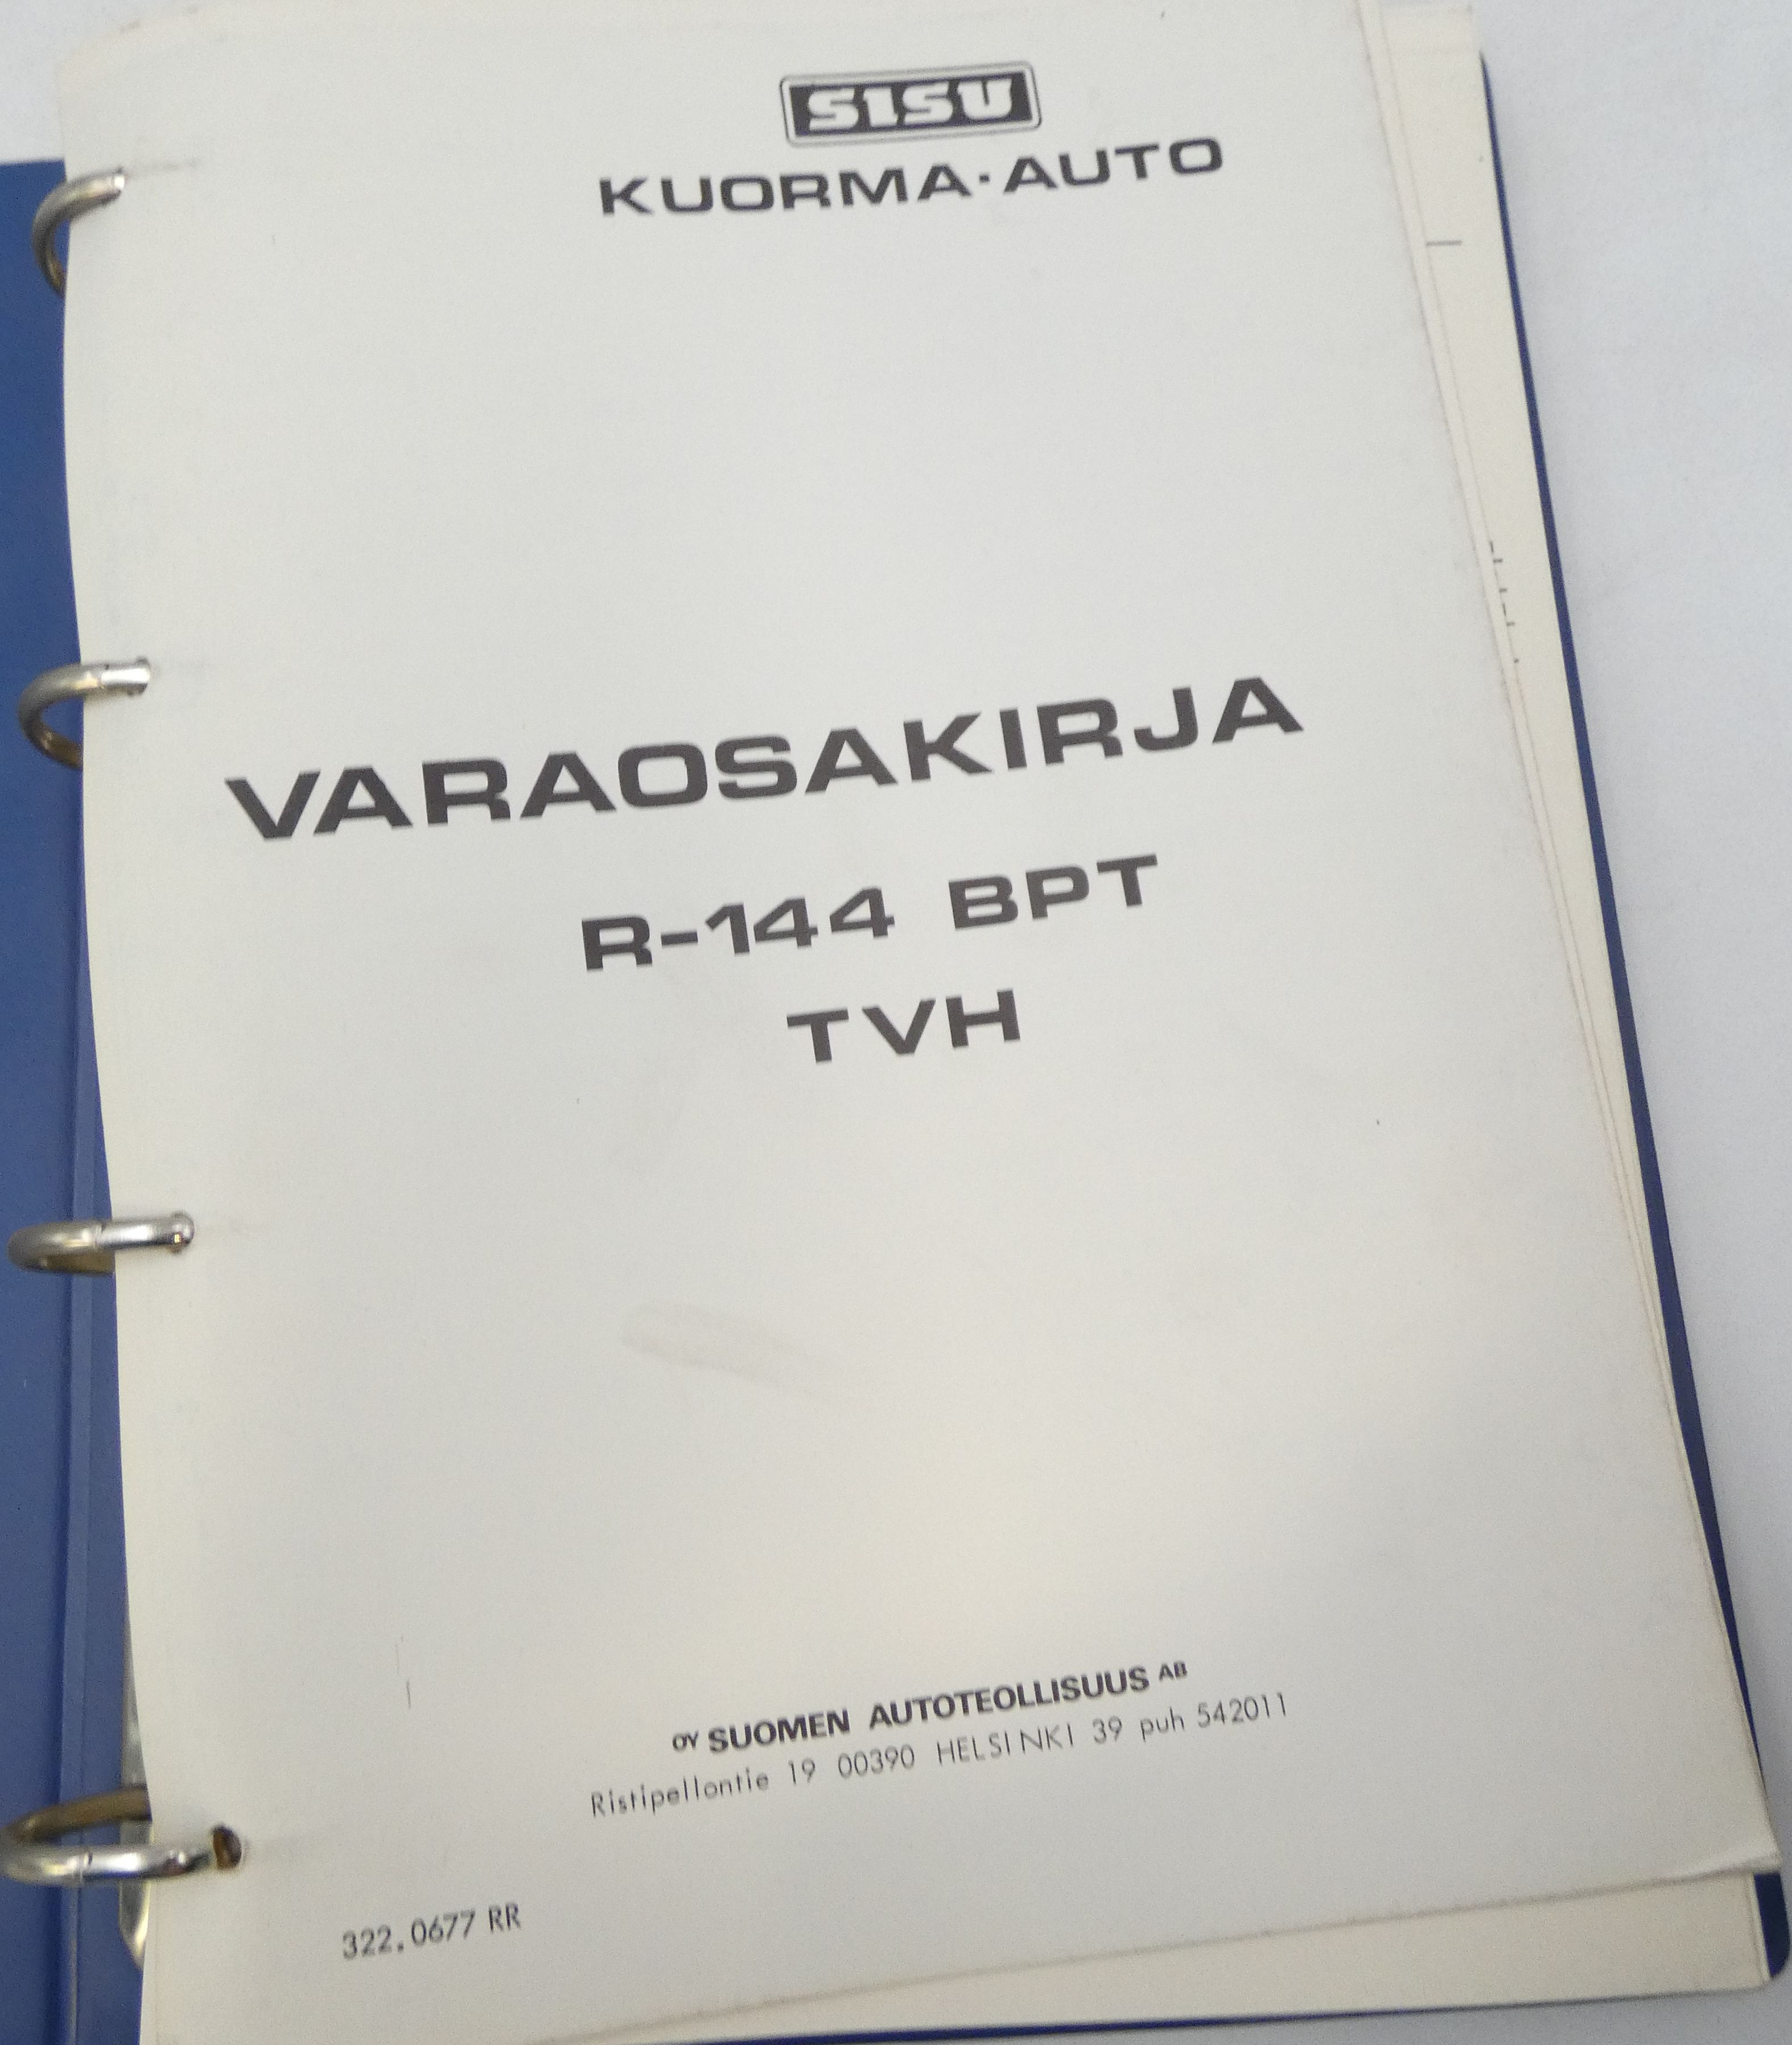 SISU
KUORMA-AUTO
VARAOSAKIRJA
R-144 BPT
TVH
OY SUOMEN AUTOTEOLLISUUS AB
Ristipellontie 19 00390 HELSINKI 39 puh 542011
322.0677 RR